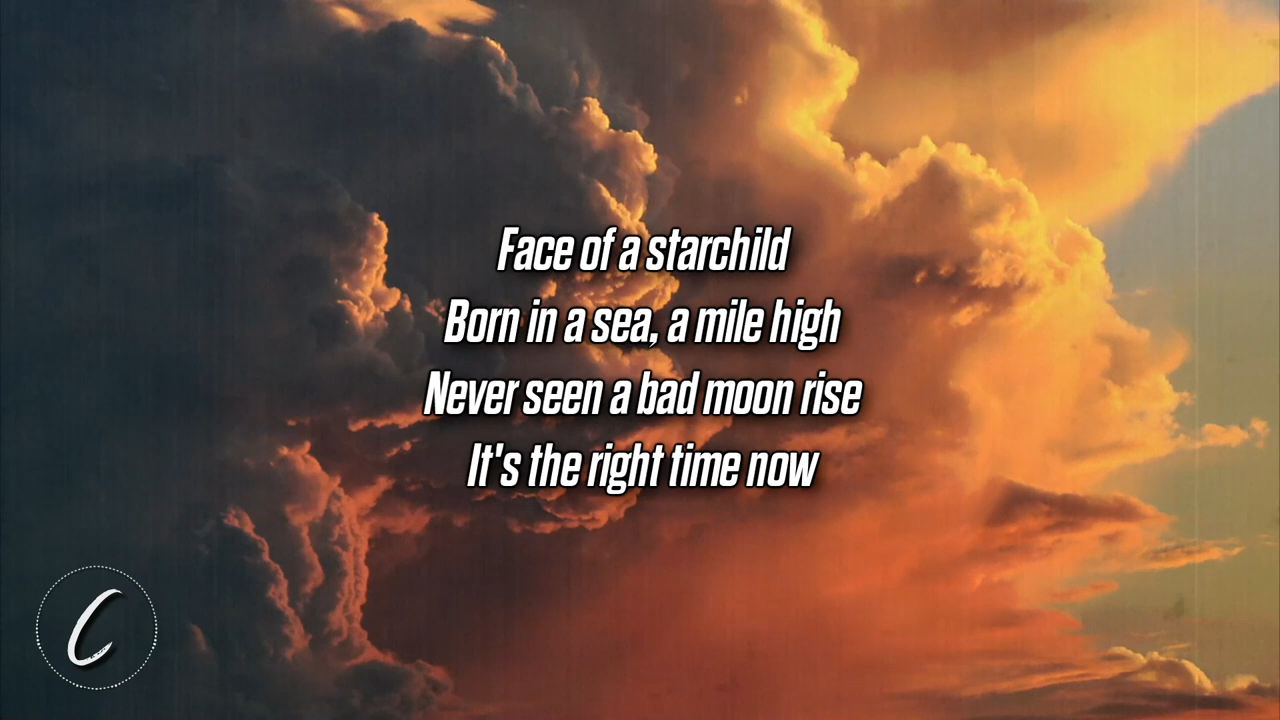 Face of a starchild
Born in a sea, a mile high
Never seen a bad moon rise
It's the right time now
C